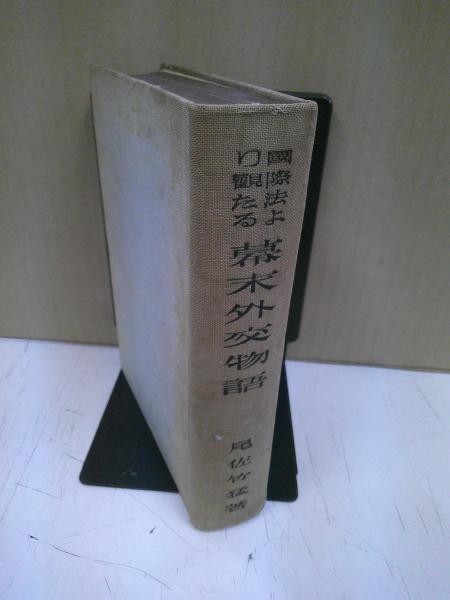 國際法よ
り觀たる
幕末外交物語
尾佐竹猛著